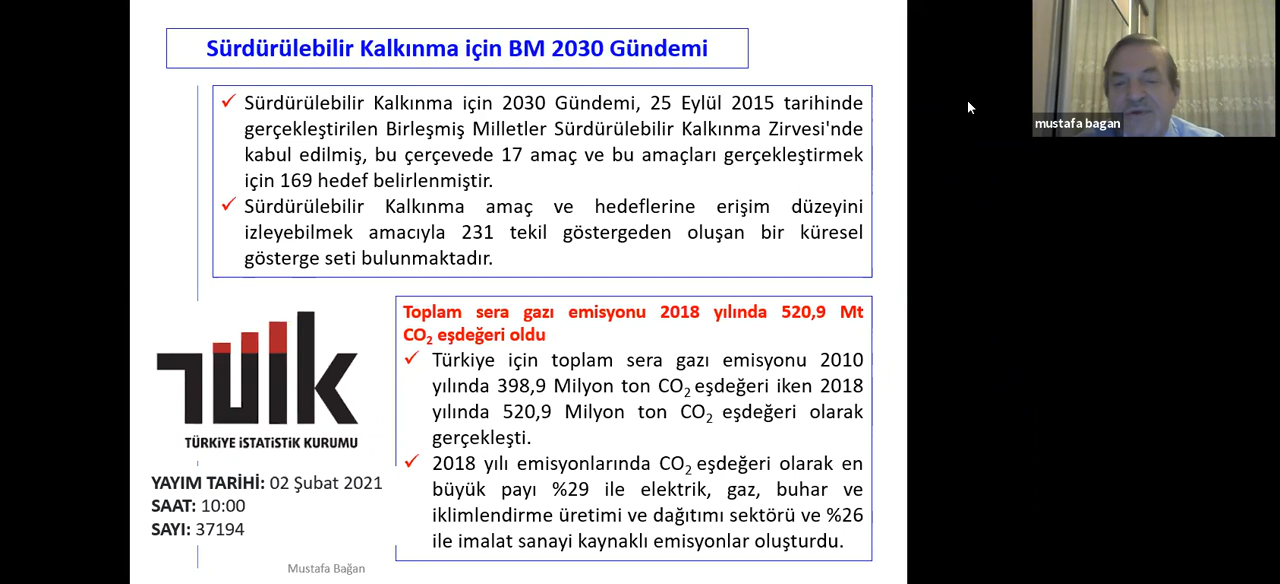 Sürdürülebilir Kalkınma için BM 2030 Gündemi
✓ Sürdürülebilir Kalkınma için 2030 Gündemi, 25 Eylül 2015 tarihinde
gerçekleştirilen Birleşmiş Milletler Sürdürülebilir Kalkınma Zirvesi'nde
kabul edilmiş, bu çerçevede 17 amaç ve bu amaçları gerçekleştirmek
için 169 hedef belirlenmiştir.
✓ Sürdürülebilir Kalkınma amaç ve hedeflerine erişim düzeyini
izleyebilmek amacıyla 231 tekil göstergeden oluşan bir küresel
gösterge seti bulunmaktadır.
Toplam sera gazı emisyonu 2018 yılında 520,9 Mt
CO₂ eşdeğeri oldu
✓ Türkiye için toplam sera gazı emisyonu 2010
yılında 398,9 Milyon ton CO₂ eşdeğeri iken 2018
yılında 520,9 Milyon ton CO₂ eşdeğeri olarak
gerçekleşti.
✓ 2018 yılı emisyonlarında CO₂ eşdeğeri olarak en
büyük payı %29 ile elektrik, gaz, buhar ve
iklimlendirme üretimi ve dağıtımı sektörü ve %26
ile imalat sanayi kaynaklı emisyonlar oluşturdu.
TÜİK
TÜRKİYE İSTATİSTİK KURUMU
YAYIM TARİHİ: 02 Şubat 2021
SAAT: 10:00
SAYI: 37194
Mustafa Bağan
mustafa bagan